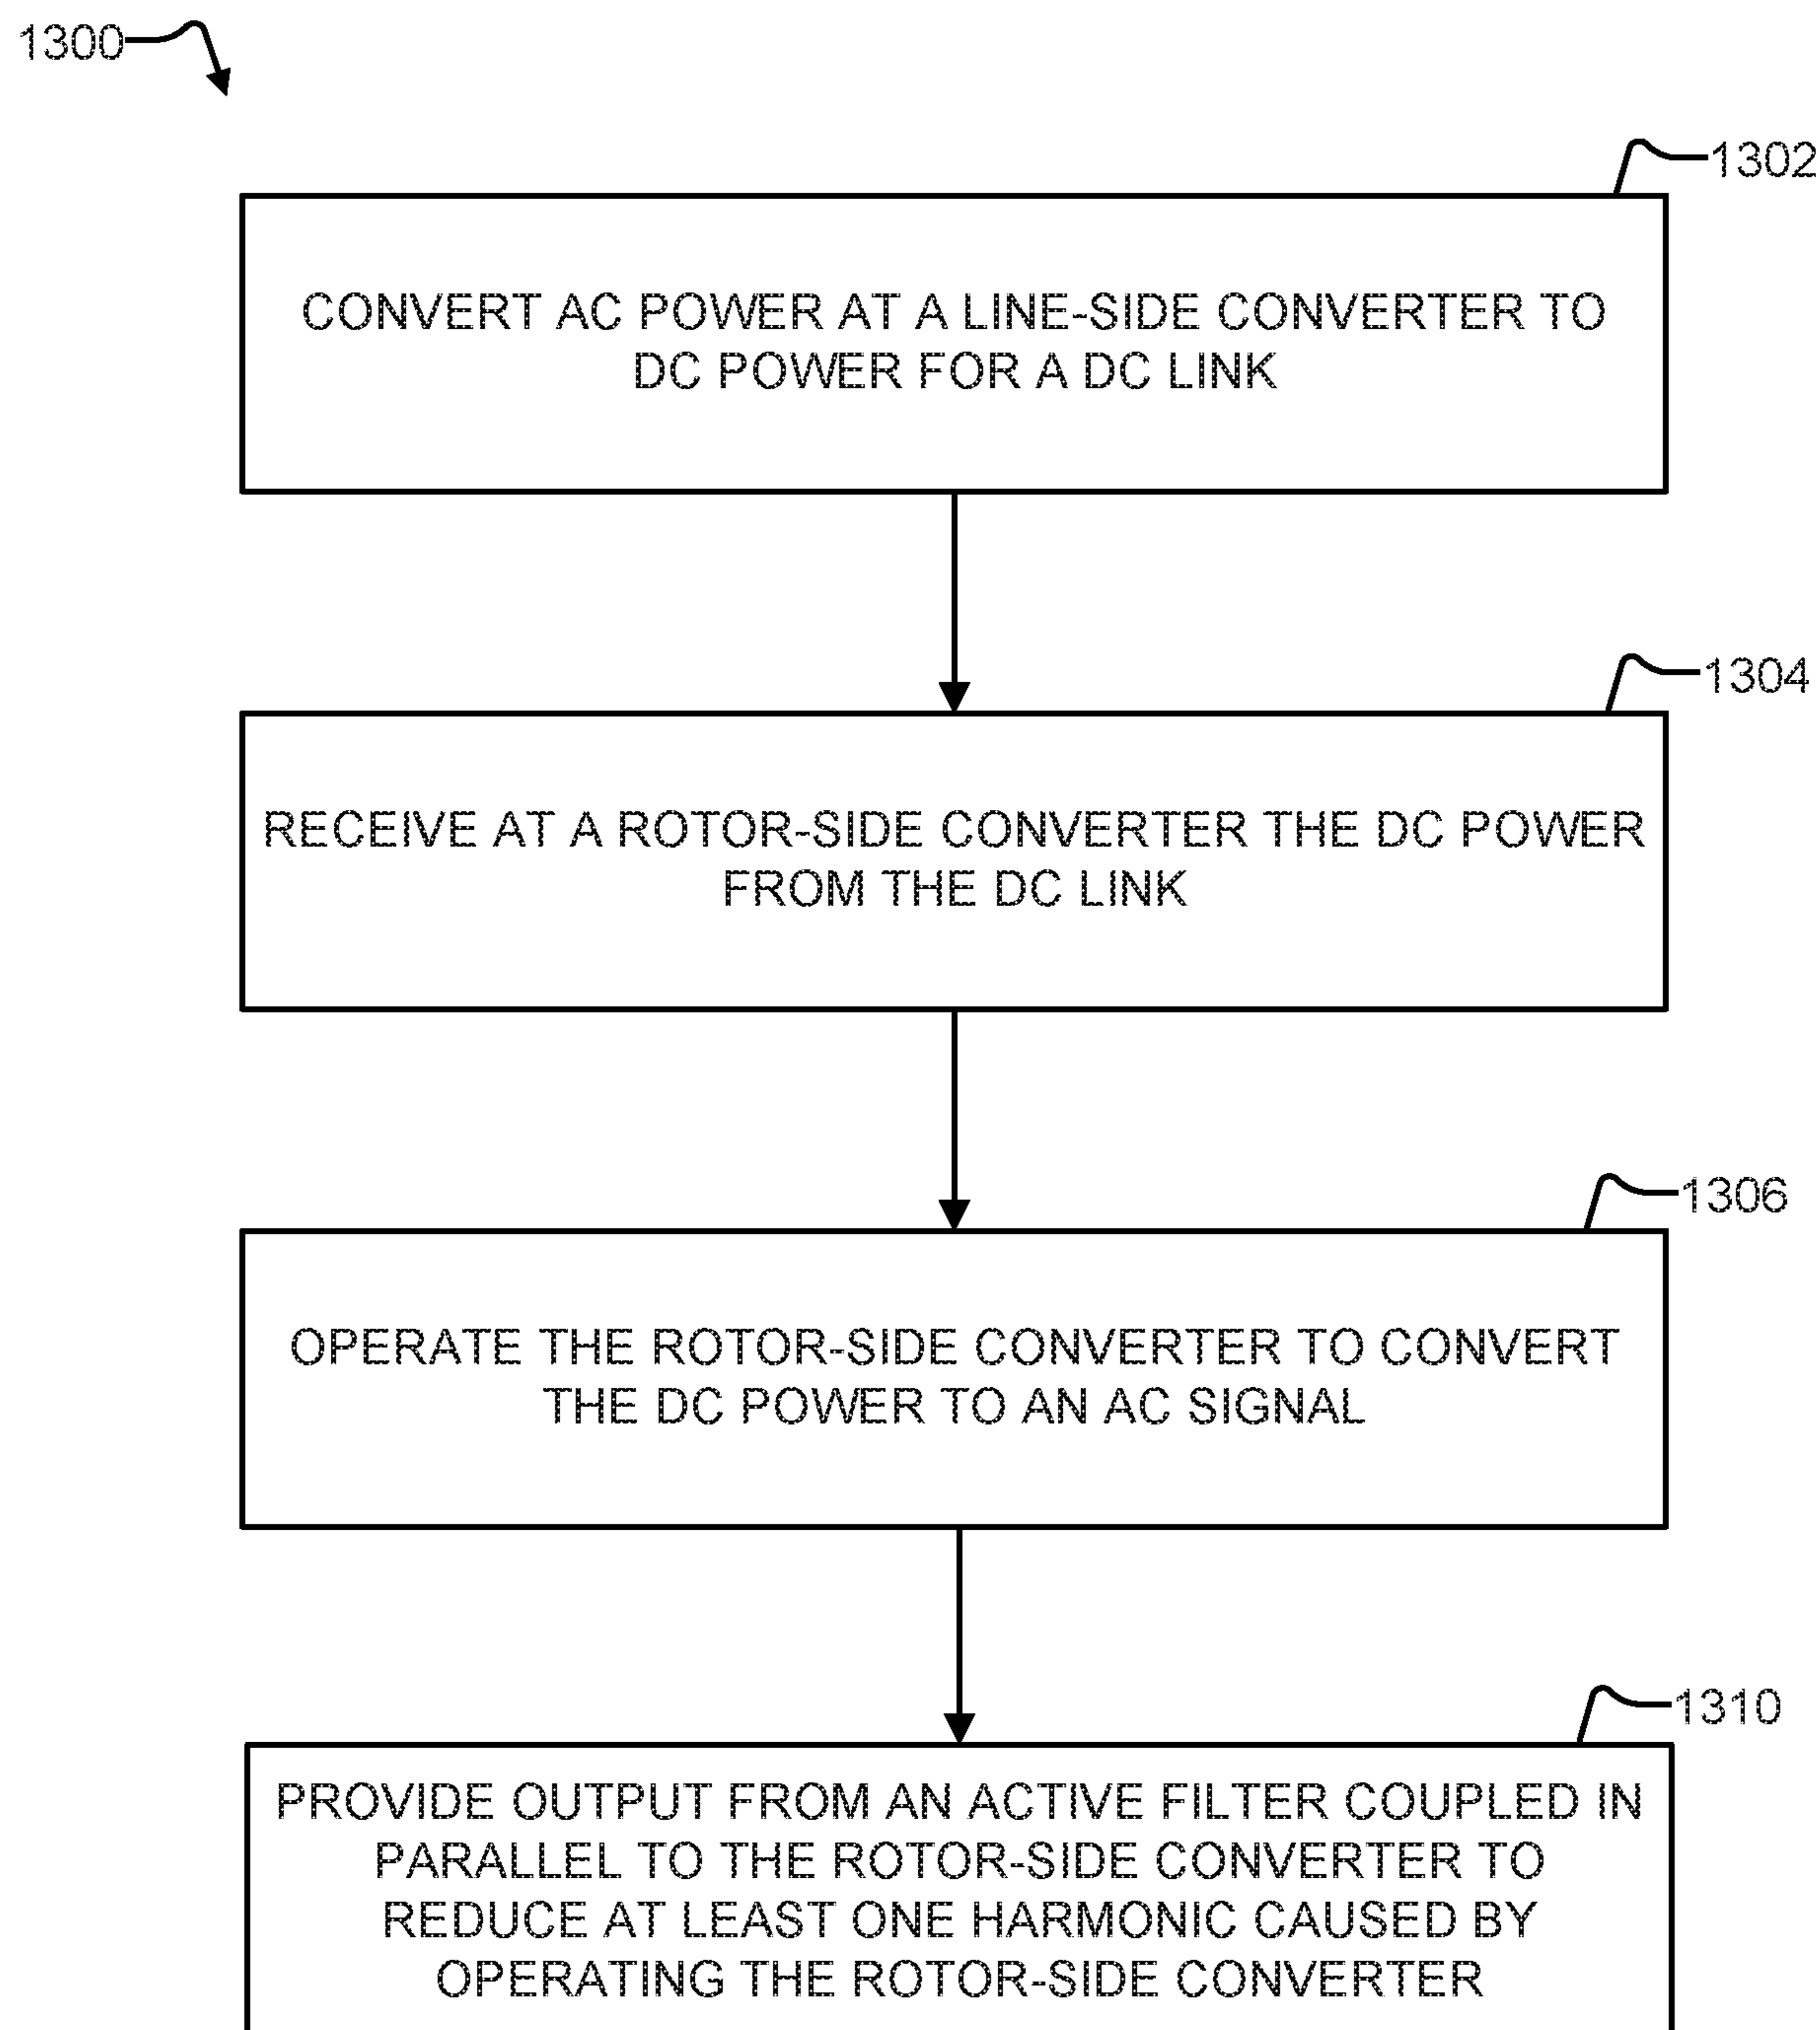 1300
1302
CONVERT AC POWER AT A LINE-SIDE CONVERTER TO
DC POWER FOR A DC LINK
1304
RECEIVE AT A ROTOR-SIDE CONVERTER THE DC POWER
FROM THE DC LINK
1306
OPERATE THE ROTOR-SIDE CONVERTER TO CONVERT
THE DC POWER TO AN AC SIGNAL
1310
PROVIDE OUTPUT FROM AN ACTIVE FILTER COUPLED IN
PARALLEL TO THE ROTOR-SIDE CONVERTER TO
REDUCE AT LEAST ONE HARMONIC CAUSED BY
OPERATING THE ROTOR-SIDE CONVERTER